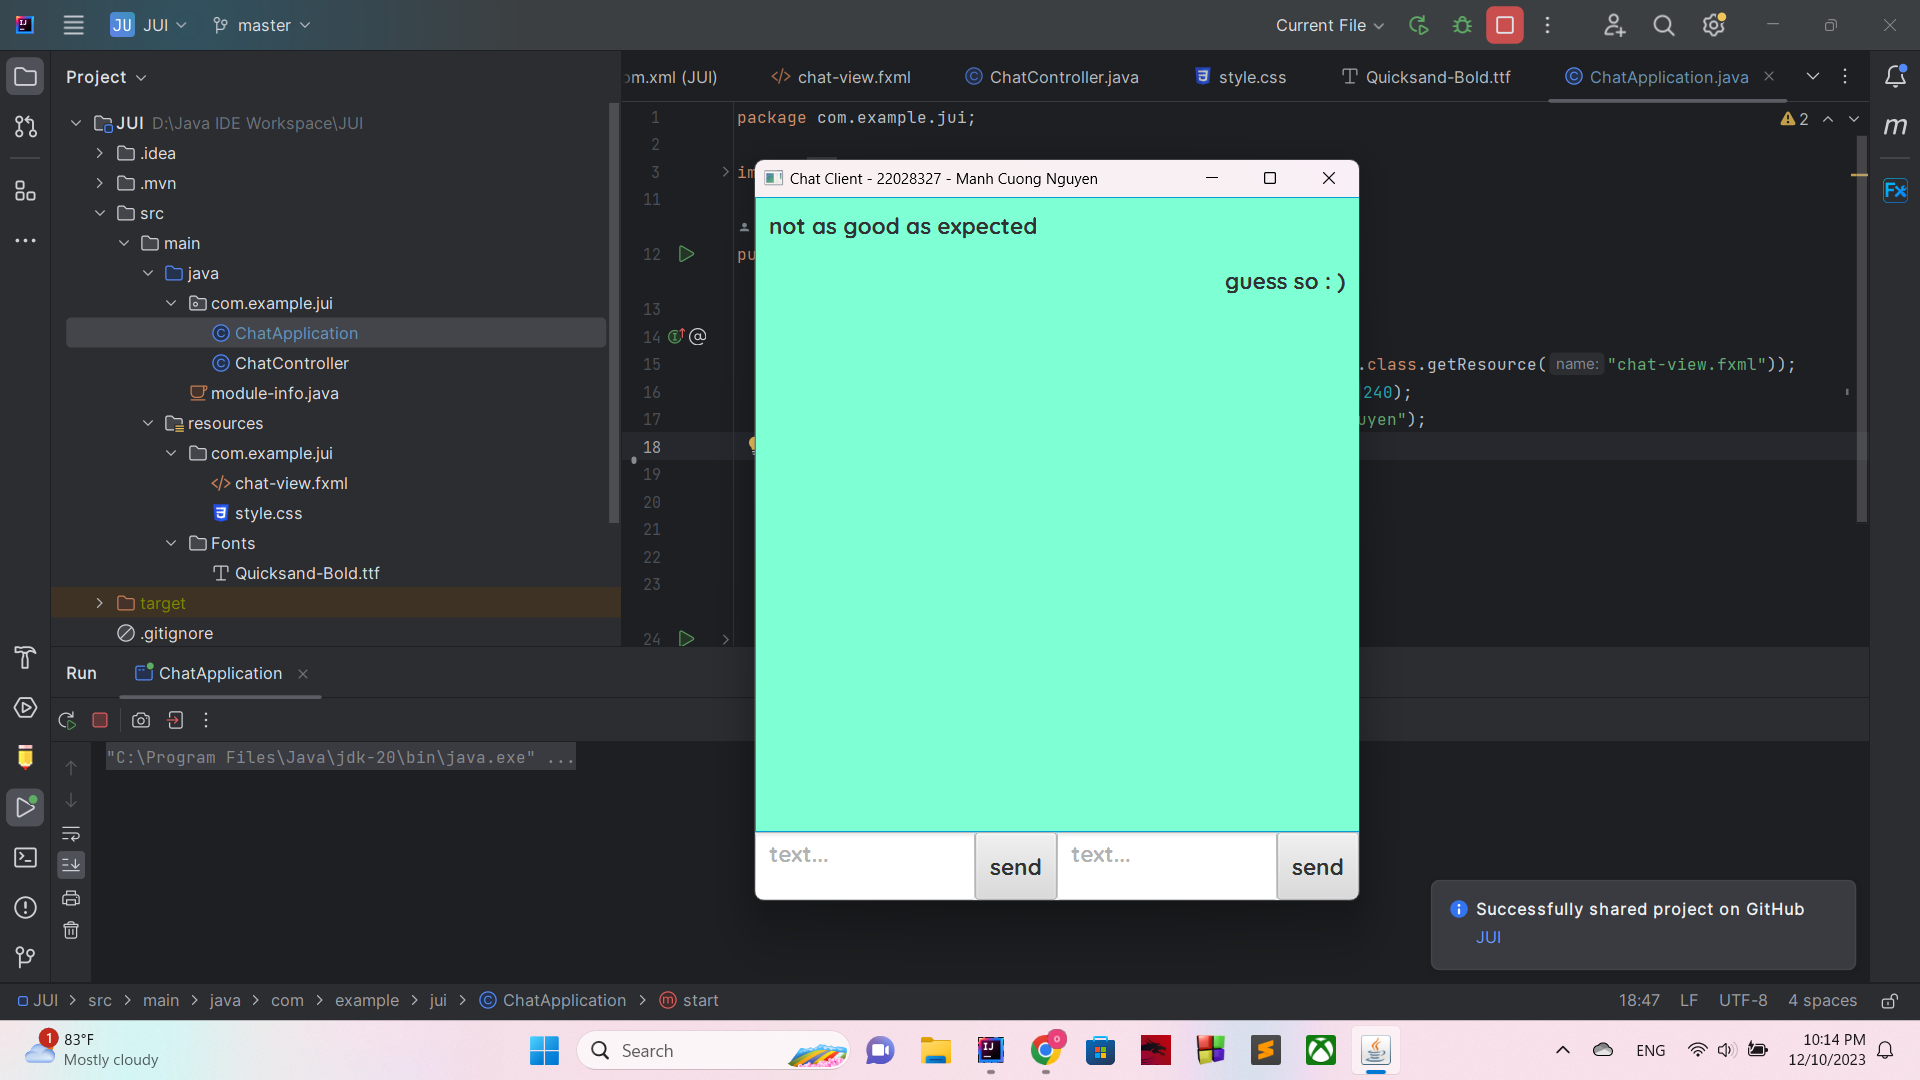 JU JUI master Current File
Project
om.xml (JUI) chat-view.fxml ChatController.java style.css Quicksand-Bold.ttf ChatApplication.java
JUI D:\Java IDE Workspace\JUI
.idea
.mvn
src
main
java
com.example.jui
ChatApplication
ChatController
module-info.java
resources
com.example.jui
chat-view.fxml
style.css
Fonts
Quicksand-Bold.ttf
target
.gitignore
1 package com.example.jui;
2
3 im
11
12 pu
13
14
15 .class.getResource( name: "chat-view.fxml"));
16 240);
17 uyen");
18
19
20
21
22
23
24
2
m
Fx
Chat Client - 22028327 - Manh Cuong Nguyen
not as good as expected
guess so : )
text... send text... send
Run ChatApplication
"C:\Program Files\Java\jdk-20\bin\java.exe" ...
Successfully shared project on GitHub
JUI
JUI > src > main > java > com > example > jui > ChatApplication > start
18:47 LF UTF-8 4 spaces
1 83°F
Mostly cloudy
Search
0
ENG
10:14 PM
12/10/2023